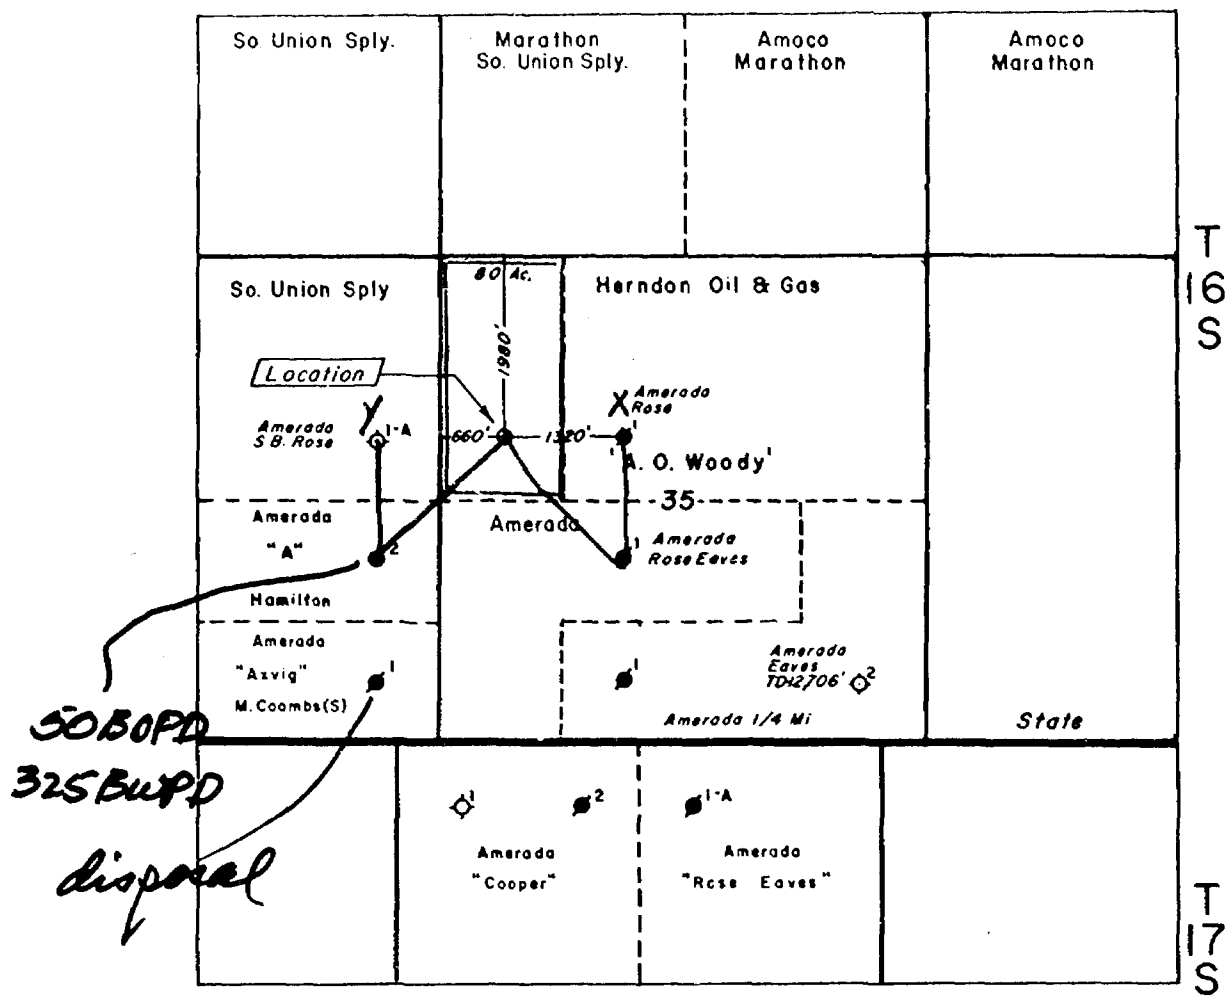 So. Union Sply.
Marathon
So. Union Sply.
Amoco
Marathon
Amoco
Marathon
T
16
S
So. Union Sply
80 Ac.
Herndon Oil & Gas
1980'
Location
Amerada
Rose
1
Amerada
S.B. Rose
1-A
660'
1320'
'A. O. Woody'
35
Amerada
"A"
Hamilton
2
Amerada
1
Amerada
Rose Eaves
Amerada
"Axvig"
M. Coombs(S)
1
1
Amerada
Eaves
TD12,706'
2
Amerada 1/4 Mi
State
50BOPD
325BWPD
disposal
1
2
1-A
Amerada
"Cooper"
Amerada
"Rose Eaves"
T
17
S